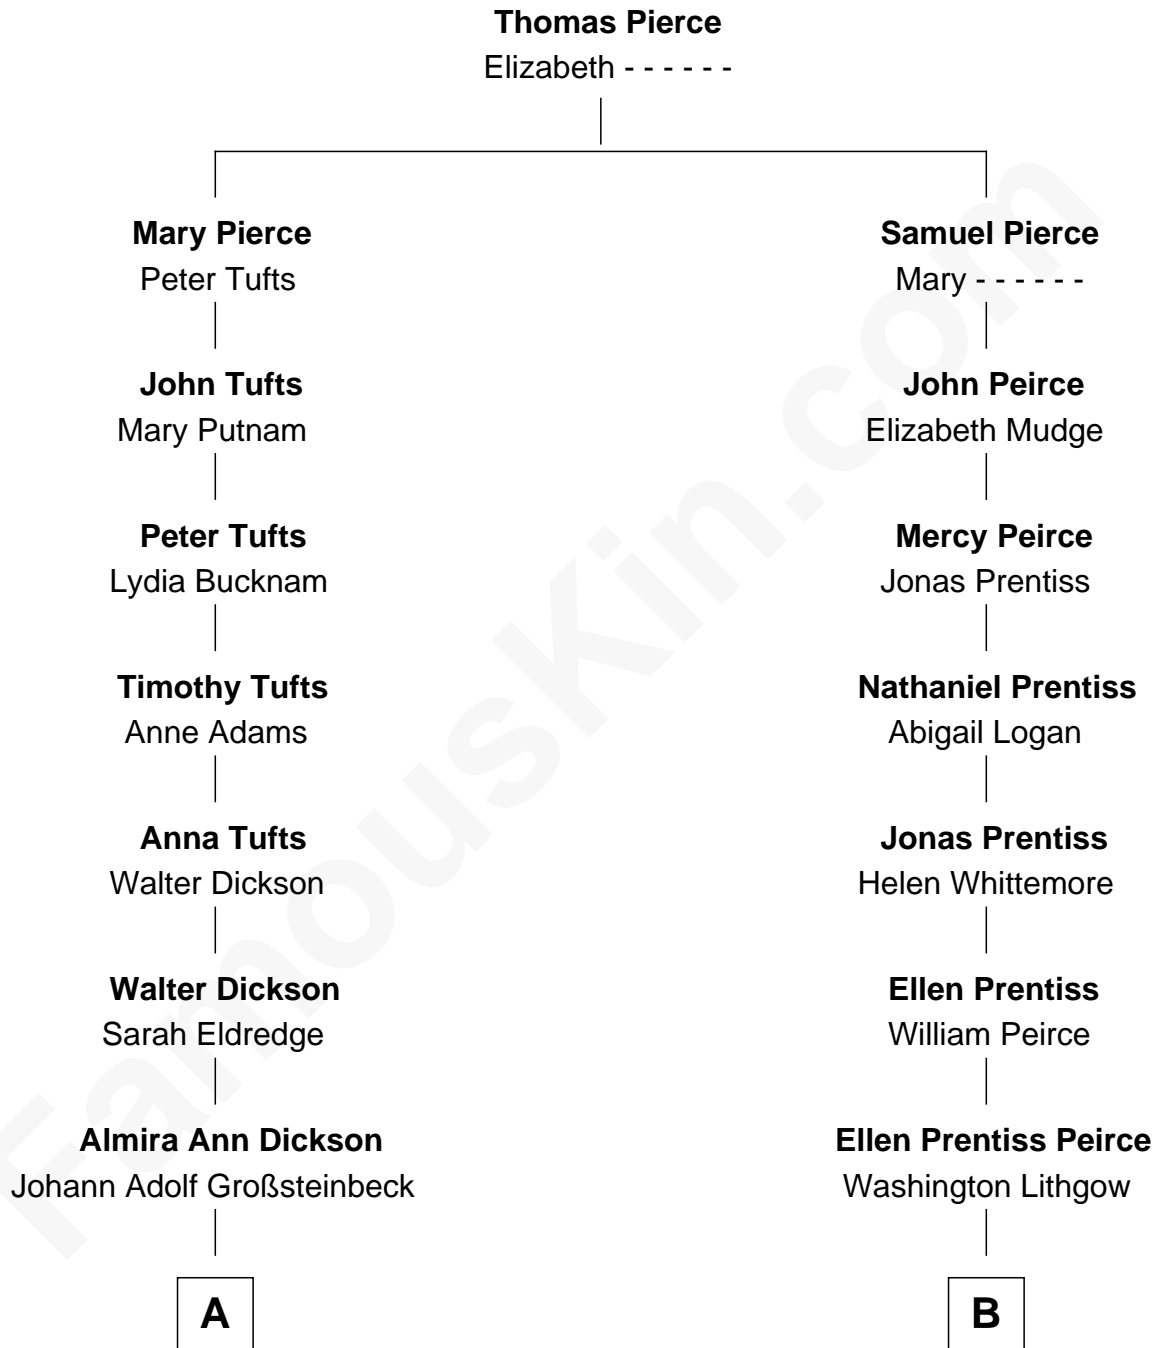 Thomas Pierce
Elizabeth - - - - - -
Mary Pierce
Peter Tufts
John Tufts
Mary Putnam
Peter Tufts
Lydia Bucknam
Timothy Tufts
Anne Adams
Anna Tufts
Walter Dickson
Walter Dickson
Sarah Eldredge
Almira Ann Dickson
Johann Adolf Großsteinbeck
A
Samuel Pierce
Mary - - - - - -
John Peirce
Elizabeth Mudge
Mercy Peirce
Jonas Prentiss
Nathaniel Prentiss
Abigail Logan
Jonas Prentiss
Helen Whittemore
Ellen Prentiss
William Peirce
Ellen Prentiss Peirce
Washington Lithgow
B
FamousKin.com